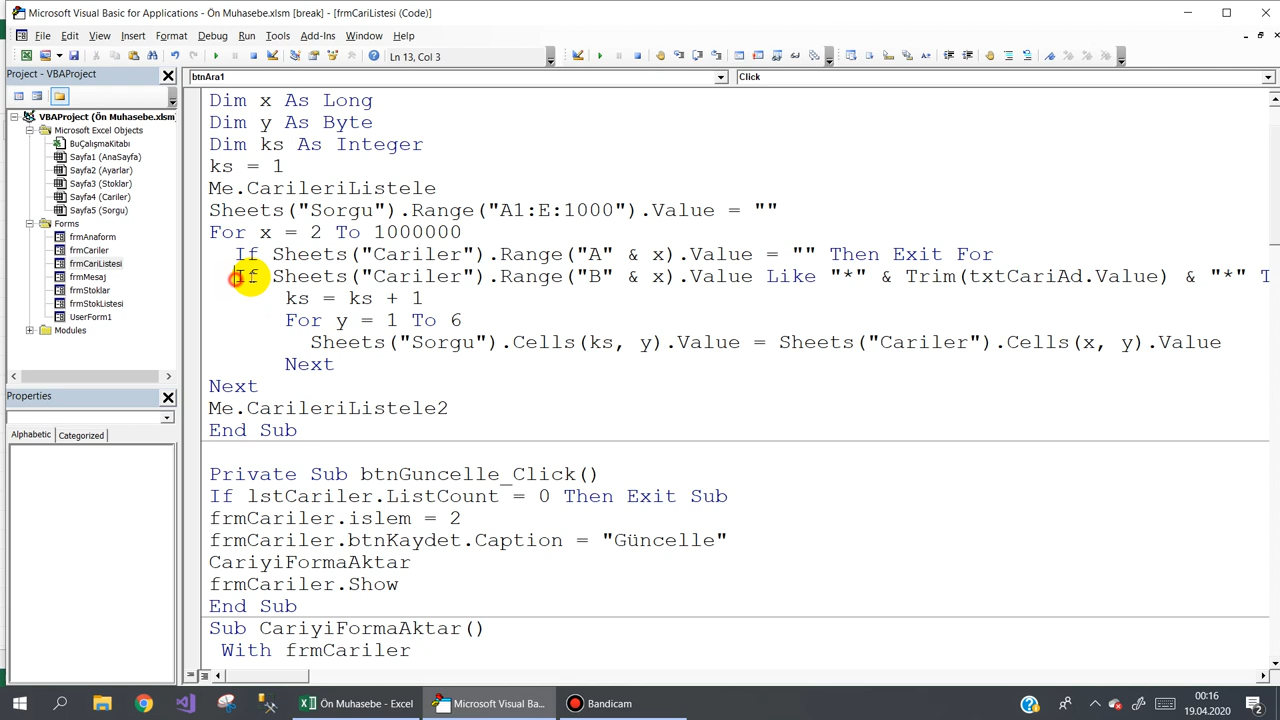 Microsoft Visual Basic for Applications - Ön Muhasebe.xlsm [break] - [frmCariListesi (Code)]
File Edit View Insert Format Debug Run Tools Add-Ins Window Help
Ln 13, Col 3
Project - VBAProject
VBAProject (Ön Muhasebe.xlsm)
Microsoft Excel Objects
BuÇalışmaKitabı
Sayfa1 (AnaSayfa)
Sayfa2 (Ayarlar)
Sayfa3 (Stoklar)
Sayfa4 (Cariler)
Sayfa5 (Sorgu)
Forms
frmAnaform
frmCariler
frmCariListesi
frmMesaj
frmStoklar
frmStokListesi
UserForm1
Modules
Properties
Alphabetic Categorized
btnAra1 Click
Dim x As Long
Dim y As Byte
Dim ks As Integer
ks = 1
Me.CarileriListele
Sheets("Sorgu").Range("A1:E:1000").Value = ""
For x = 2 To 1000000
If Sheets("Cariler").Range("A" & x).Value = "" Then Exit For
If Sheets("Cariler").Range("B" & x).Value Like "*" & Trim(txtCariAd.Value) & "*" T
ks = ks + 1
For y = 1 To 6
Sheets("Sorgu").Cells(ks, y).Value = Sheets("Cariler").Cells(x, y).Value
Next
Next
Me.CarileriListele2
End Sub
Private Sub btnGuncelle_Click()
If lstCariler.ListCount = 0 Then Exit Sub
frmCariler.islem = 2
frmCariler.btnKaydet.Caption = "Güncelle"
CariyiFormaAktar
frmCariler.Show
End Sub
Sub CariyiFormaAktar()
With frmCariler
Ön Muhasebe - Excel
Microsoft Visual Ba...
Bandicam
00:16
19.04.2020
2